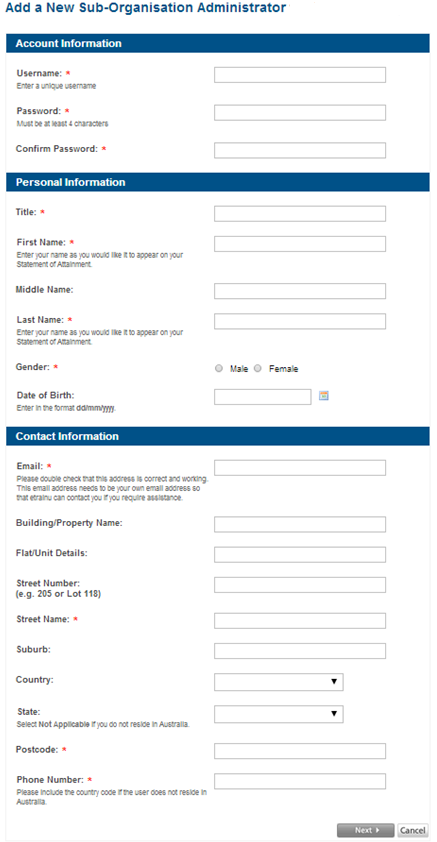 Add a New Sub-Organisation Administrator
Account Information
Username: *
Enter a unique username
Password: *
Must be at least 4 characters
Confirm Password: *
Personal Information
Title: *
First Name: *
Enter your name as you would like it to appear on your
Statement of Attainment.
Middle Name:
Last Name: *
Enter your name as you would like it to appear on your
Statement of Attainment.
Gender: *
Male Female
Date of Birth:
Enter in the format dd/mm/yyyy.
Contact Information
Email: *
Please double check that this address is correct and working.
This email address needs to be your own email address so
that etrainu can contact you if you require assistance.
Building/Property Name:
Flat/Unit Details:
Street Number:
(e.g. 205 or Lot 118)
Street Name: *
Suburb:
Country:
State:
Select Not Applicable if you do not reside in Australia.
Postcode: *
Phone Number: *
Please include the country code if the user does not reside in
Australia.
Next Cancel